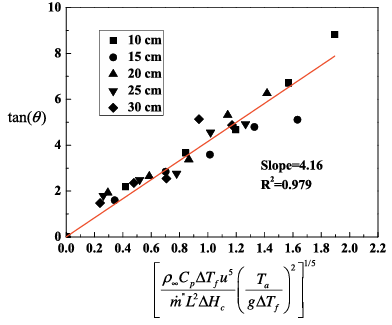 10
8
6
4
2
0
tan(θ)
10 cm
15 cm
20 cm
25 cm
30 cm
Slope=4.16
R²=0.979
0.0 0.2 0.4 0.6 0.8 1.0 1.2 1.4 1.6 1.8 2.0 2.2
[ρ∞CpΔTf u⁵ / ṁ″L²ΔHc (Ta / gΔTf)²]^1/5